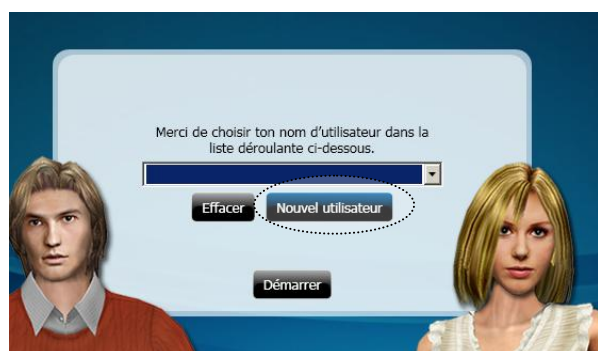 Merci de choisir ton nom d'utilisateur dans la
liste déroulante ci-dessous.
Effacer Nouvel utilisateur
Démarrer